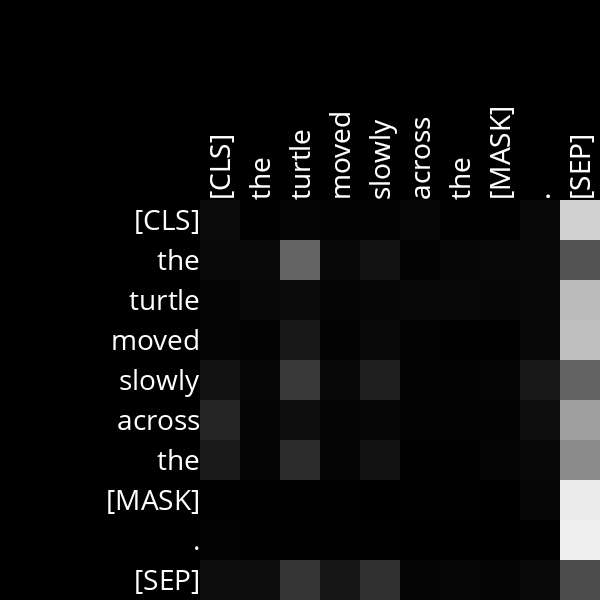 [CLS] the turtle moved slowly across the [MASK] . [SEP]
[CLS]
the
turtle
moved
slowly
across
the
[MASK]
.
[SEP]